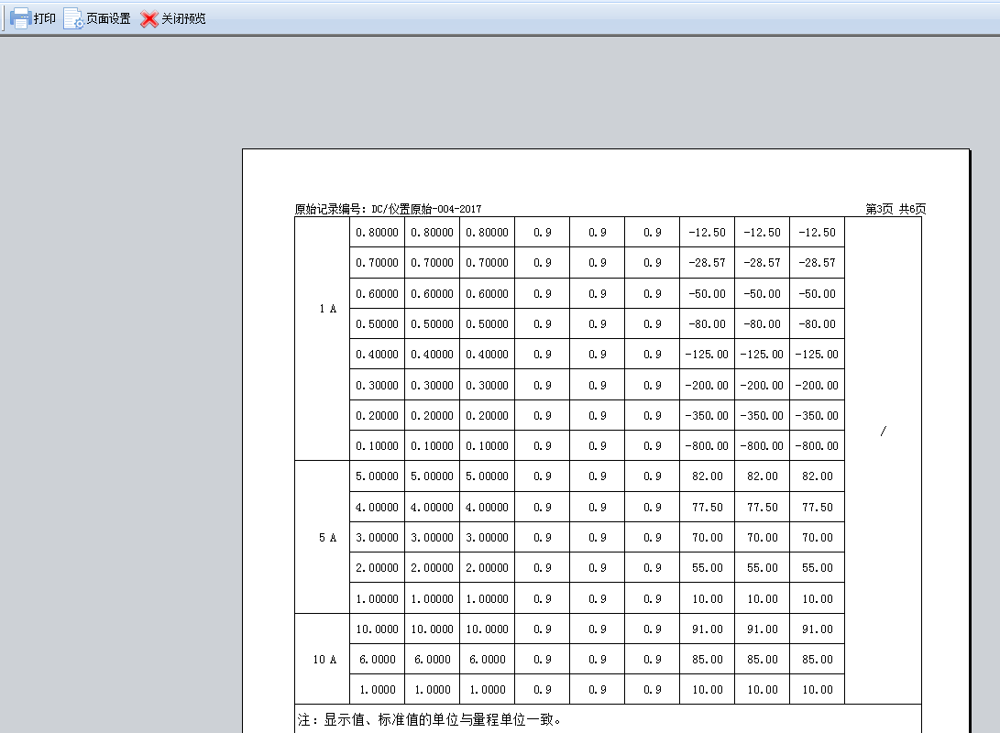 打印 页面设置 关闭预览
原始记录编号：DC/仪置原始-004-2017 第3页 共6页
0.80000 0.80000 0.80000 0.9 0.9 0.9 -12.50 -12.50 -12.50
0.70000 0.70000 0.70000 0.9 0.9 0.9 -28.57 -28.57 -28.57
0.60000 0.60000 0.60000 0.9 0.9 0.9 -50.00 -50.00 -50.00
1 A
0.50000 0.50000 0.50000 0.9 0.9 0.9 -80.00 -80.00 -80.00
0.40000 0.40000 0.40000 0.9 0.9 0.9 -125.00 -125.00 -125.00
0.30000 0.30000 0.30000 0.9 0.9 0.9 -200.00 -200.00 -200.00
0.20000 0.20000 0.20000 0.9 0.9 0.9 -350.00 -350.00 -350.00
/
0.10000 0.10000 0.10000 0.9 0.9 0.9 -800.00 -800.00 -800.00
5.00000 5.00000 5.00000 0.9 0.9 0.9 82.00 82.00 82.00
4.00000 4.00000 4.00000 0.9 0.9 0.9 77.50 77.50 77.50
5 A 3.00000 3.00000 3.00000 0.9 0.9 0.9 70.00 70.00 70.00
2.00000 2.00000 2.00000 0.9 0.9 0.9 55.00 55.00 55.00
1.00000 1.00000 1.00000 0.9 0.9 0.9 10.00 10.00 10.00
10.0000 10.0000 10.0000 0.9 0.9 0.9 91.00 91.00 91.00
10 A 6.0000 6.0000 6.0000 0.9 0.9 0.9 85.00 85.00 85.00
1.0000 1.0000 1.0000 0.9 0.9 0.9 10.00 10.00 10.00
注：显示值、标准值的单位与量程单位一致。